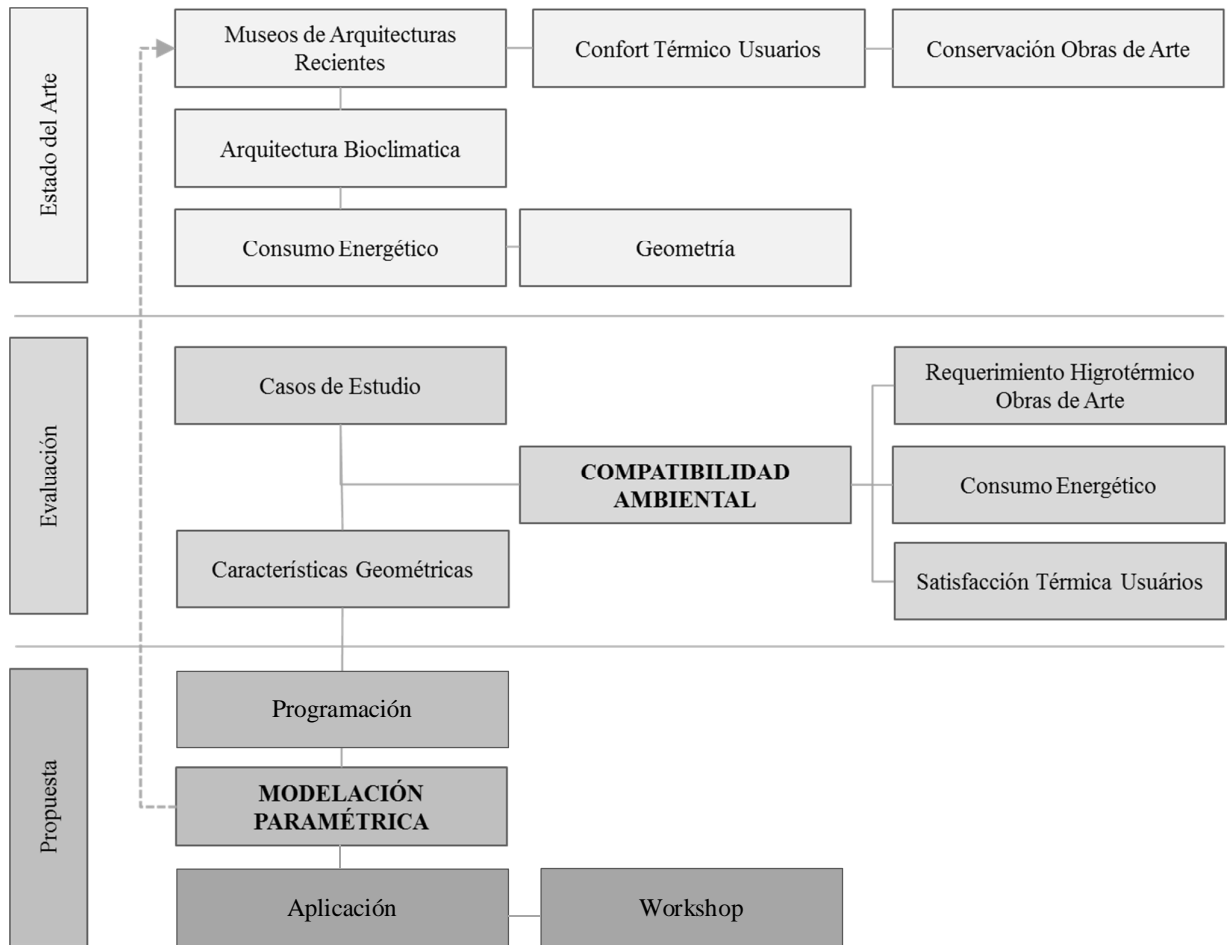 Estado del Arte
Museos de Arquitecturas
Recientes
Confort Térmico Usuarios
Conservación Obras de Arte
Arquitectura Bioclimatica
Consumo Energético
Geometría
Evaluación
Casos de Estudio
COMPATIBILIDAD
AMBIENTAL
Requerimiento Higrotérmico
Obras de Arte
Consumo Energético
Satisfacción Térmica Usuários
Características Geométricas
Propuesta
Programación
MODELACIÓN
PARAMÉTRICA
Aplicación
Workshop